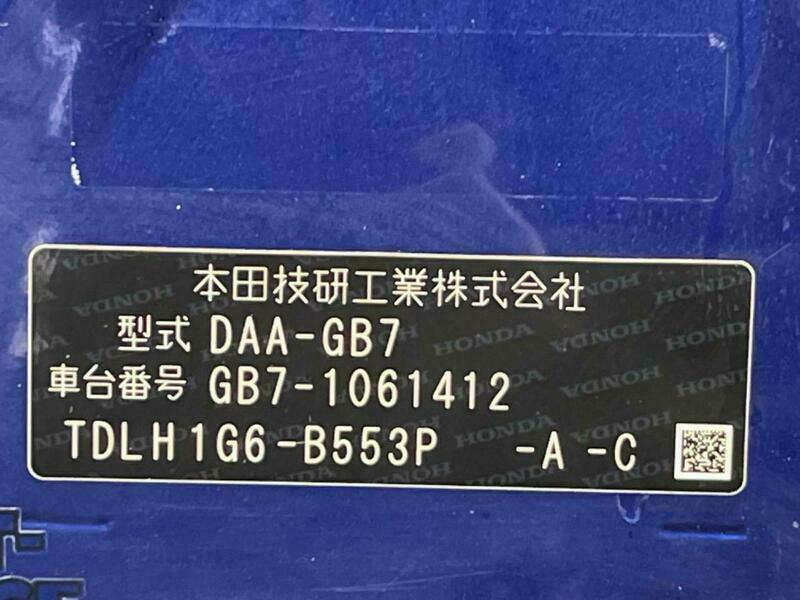 本田技研工業株式会社
型式 DAA-GB7
車台番号 GB7-1061412
TDLH1G6-B553P -A -C